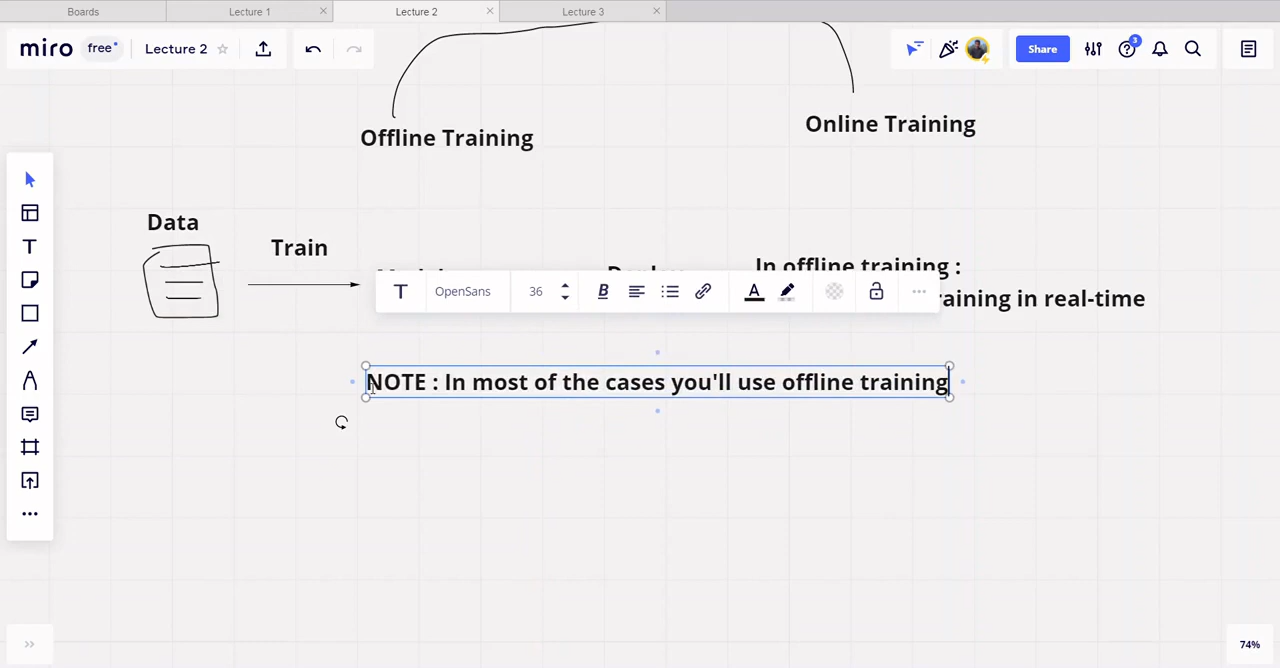 Boards
Lecture 1
Lecture 2
Lecture 3
miro
free
Lecture 2
Share
3
Offline Training
Online Training
Data
Train
In offline training :
raining in real-time
OpenSans
36
B
A
NOTE : In most of the cases you'll use offline training
74%